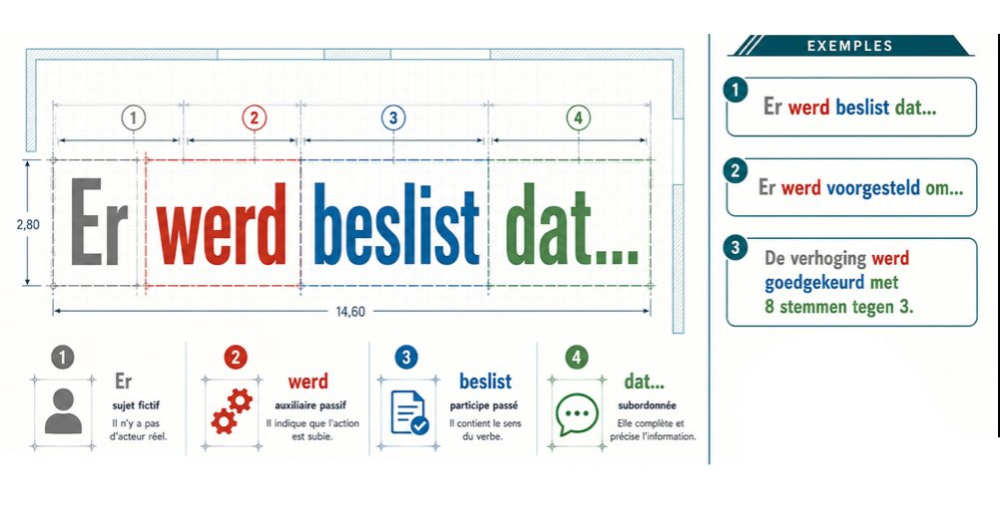 1
2
3
4
2,80
Er werd beslist dat...
14,60
1
Er
sujet fictif
Il n'y a pas
d'acteur réel.
2
werd
auxiliaire passif
Il indique que l'action
est subie.
3
beslist
participe passé
Il contient le sens
du verbe.
4
dat...
subordonnée
Elle complète et
précise l'information.
EXEMPLES
1
Er werd beslist dat...
2
Er werd voorgesteld om...
3
De verhoging werd
goedgekeurd met
8 stemmen tegen 3.